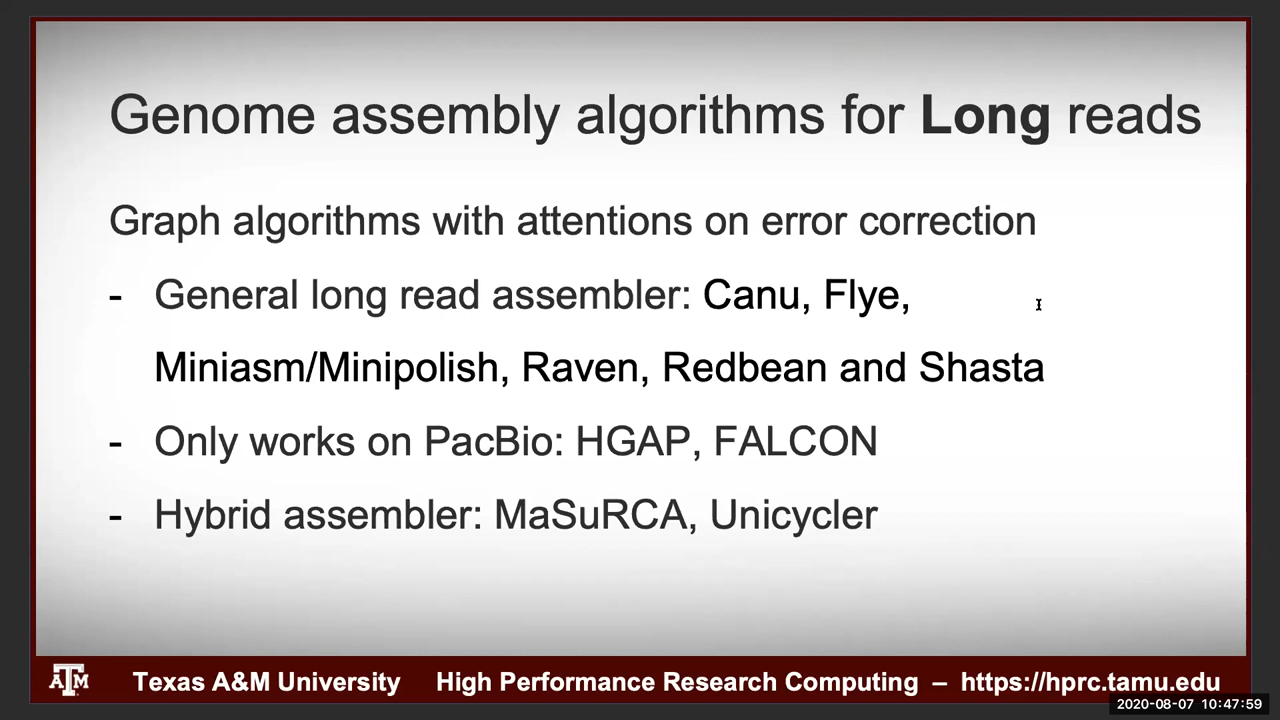 Genome assembly algorithms for Long reads
Graph algorithms with attentions on error correction
- General long read assembler: Canu, Flye,
Miniasm/Minipolish, Raven, Redbean and Shasta
- Only works on PacBio: HGAP, FALCON
- Hybrid assembler: MaSuRCA, Unicycler
ATM Texas A&M University High Performance Research Computing – https://hprc.tamu.edu
2020-08-07 10:47:59